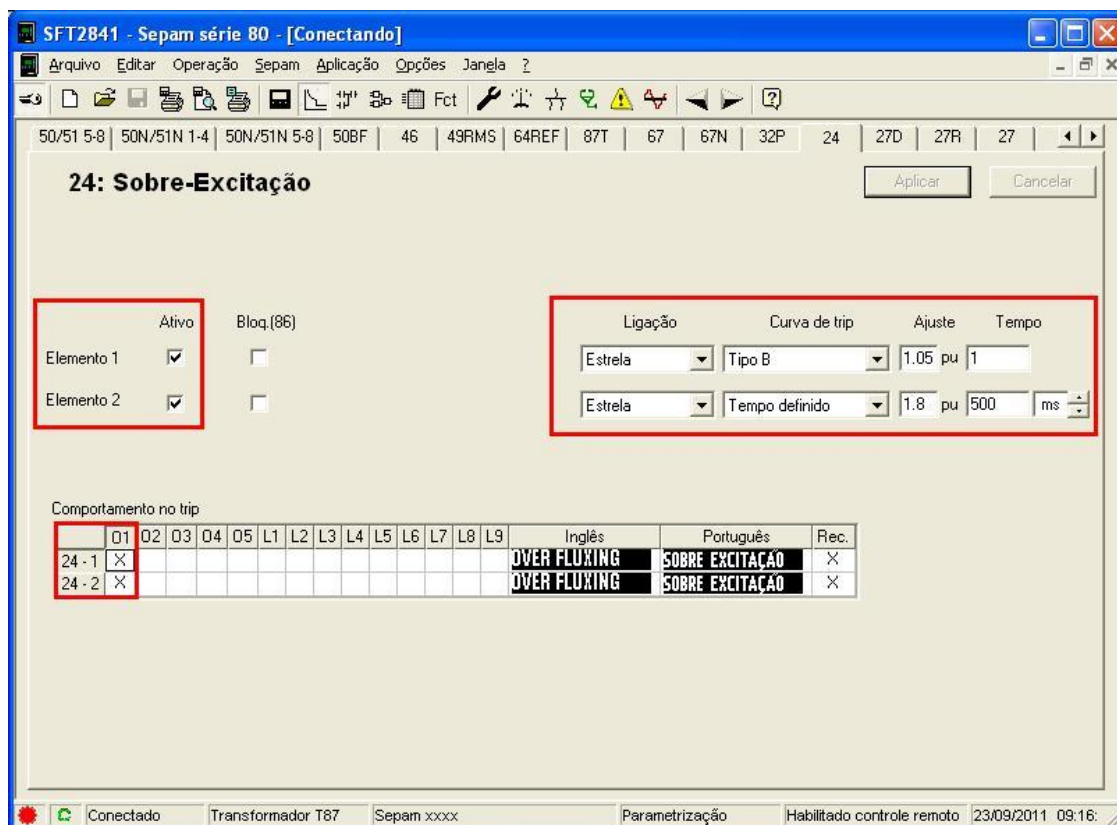 SFT2841 - Sepam série 80 - [Conectando]
Arquivo Editar Operação Sepam Aplicação Opções Janela ?
Fct
50/51 5-8 50N/51N 1-4 50N/51N 5-8 50BF 46 49RMS 64REF 87T 67 67N 32P 24 27D 27R 27
24: Sobre-Excitação Aplicar Cancelar
Ativo Bloq.(86) Ligação Curva de trip Ajuste Tempo
Elemento 1 Estrela Tipo B 1.05 pu 1
Elemento 2 Estrela Tempo definido 1.8 pu 500 ms
Comportamento no trip
O1 O2 O3 O4 O5 L1 L2 L3 L4 L5 L6 L7 L8 L9 Inglês Português Rec.
24 - 1 X OVER FLUXING SOBRE EXCITAÇÃO X
24 - 2 X OVER FLUXING SOBRE EXCITAÇÃO X
Conectado Transformador T87 Sepam xxxx Parametrização Habilitado controle remoto 23/09/2011 09:16: